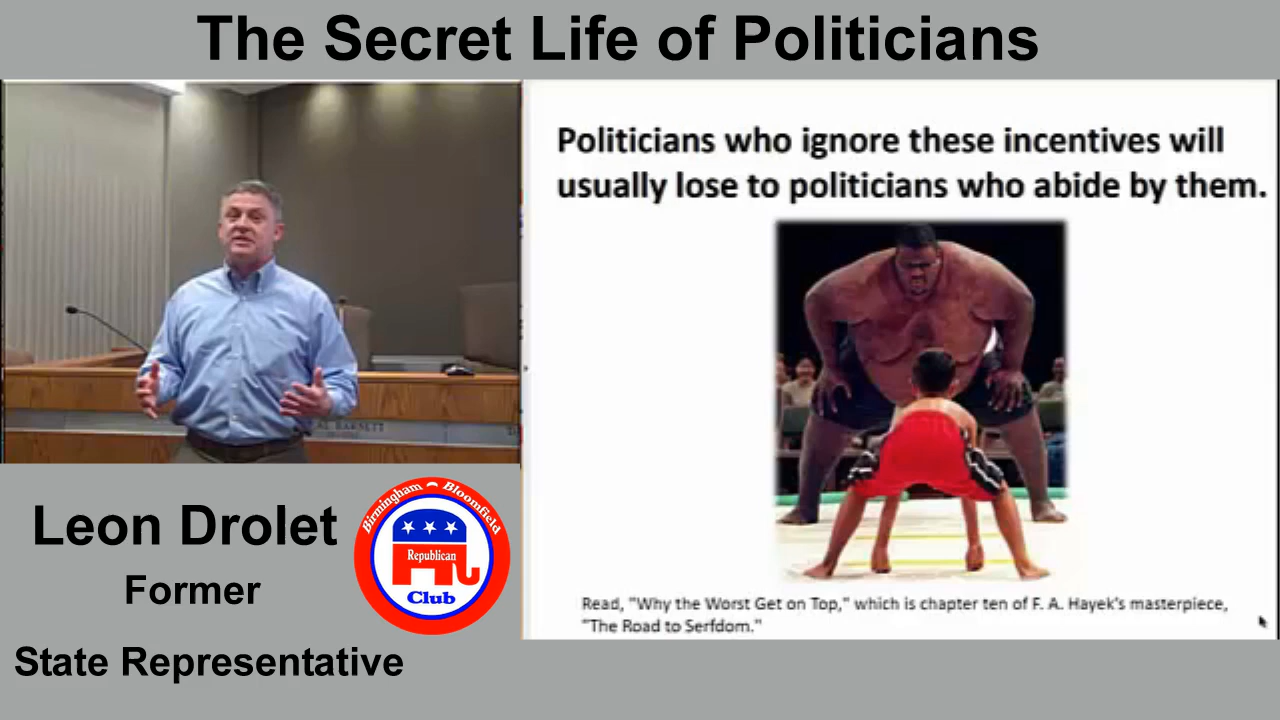 The Secret Life of Politicians
Politicians who ignore these incentives will
usually lose to politicians who abide by them.
BARNETT
Leon Drolet
Former
State Representative
Birmingham Bloomfield
Republican
Club
Read, "Why the Worst Get on Top," which is chapter ten of F. A. Hayek's masterpiece,
"The Road to Serfdom."